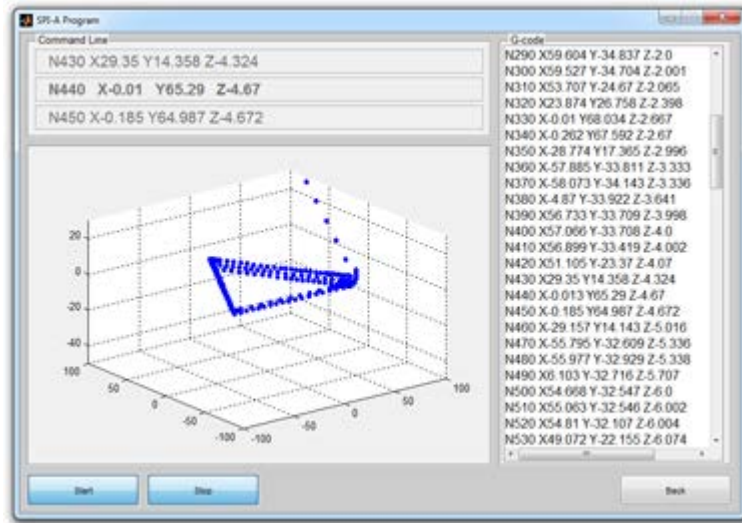 SPI-A Program
Command Line
N430 X29.35 Y14.358 Z-4.324
N440 X-0.01 Y65.29 Z-4.67
N450 X-0.185 Y64.987 Z-4.672
20
0
-20
-40
100
50
0
-50
-100
-100
-50
0
50
100
Start
Stop
G-code
N290 X59.604 Y-34.837 Z-2.0
N300 X59.527 Y-34.704 Z-2.001
N310 X53.707 Y-24.67 Z-2.065
N320 X23.874 Y26.758 Z-2.398
N330 X-0.01 Y68.034 Z-2.667
N340 X-0.262 Y67.592 Z-2.67
N350 X-28.774 Y17.365 Z-2.996
N360 X-57.885 Y-33.811 Z-3.333
N370 X-58.073 Y-34.143 Z-3.336
N380 X-4.87 Y-33.922 Z-3.641
N390 X56.733 Y-33.709 Z-3.998
N400 X57.066 Y-33.708 Z-4.0
N410 X56.899 Y-33.419 Z-4.002
N420 X51.105 Y-23.37 Z-4.07
N430 X29.35 Y14.358 Z-4.324
N440 X-0.013 Y65.29 Z-4.67
N450 X-0.185 Y64.987 Z-4.672
N460 X-29.157 Y14.143 Z-5.016
N470 X-55.795 Y-32.609 Z-5.336
N480 X-55.977 Y-32.929 Z-5.338
N490 X6.103 Y-32.716 Z-5.707
N500 X54.668 Y-32.547 Z-6.0
N510 X55.063 Y-32.546 Z-6.002
N520 X54.81 Y-32.107 Z-6.004
N530 X49.072 Y-22.155 Z-6.074
Back